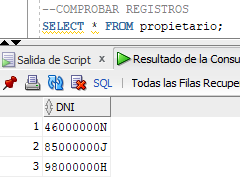 --COMPROBAR REGISTROS
SELECT * FROM propietario;
Salida de Script x Resultado de la Consu
SQL | Todas las Filas Recupe
DNI
1 46000000N
2 85000000J
3 98000000H